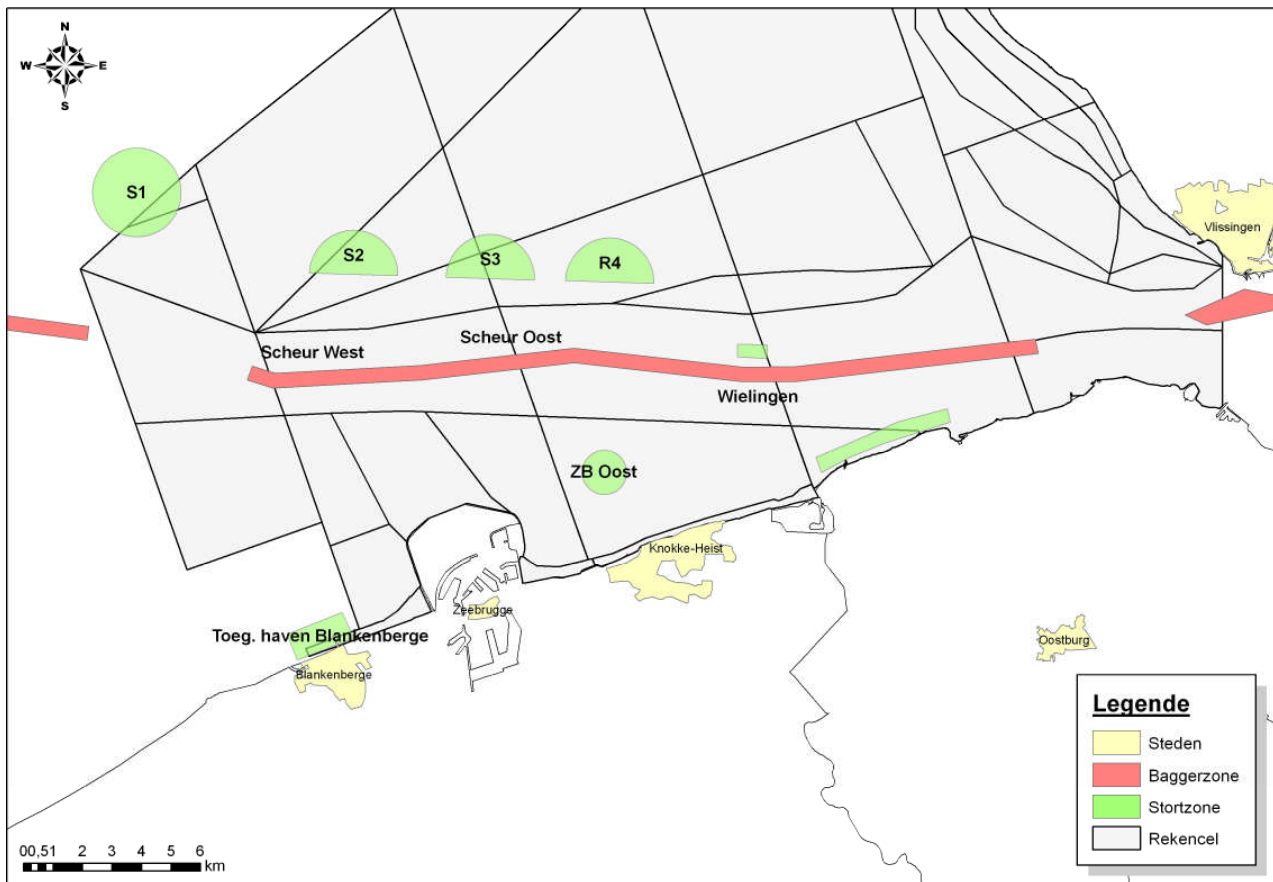 N
W E
S
S1
S2
S3
R4
Vlissingen
Scheur West
Scheur Oost
Wielingen
ZB Oost
Knokke-Heist
Zeebrugge
Toeg. haven Blankenberge
Oostburg
Blankenberge
Legende
Steden
Baggerzone
Stortzone
Rekencel
00,51 2 3 4 5 6
km